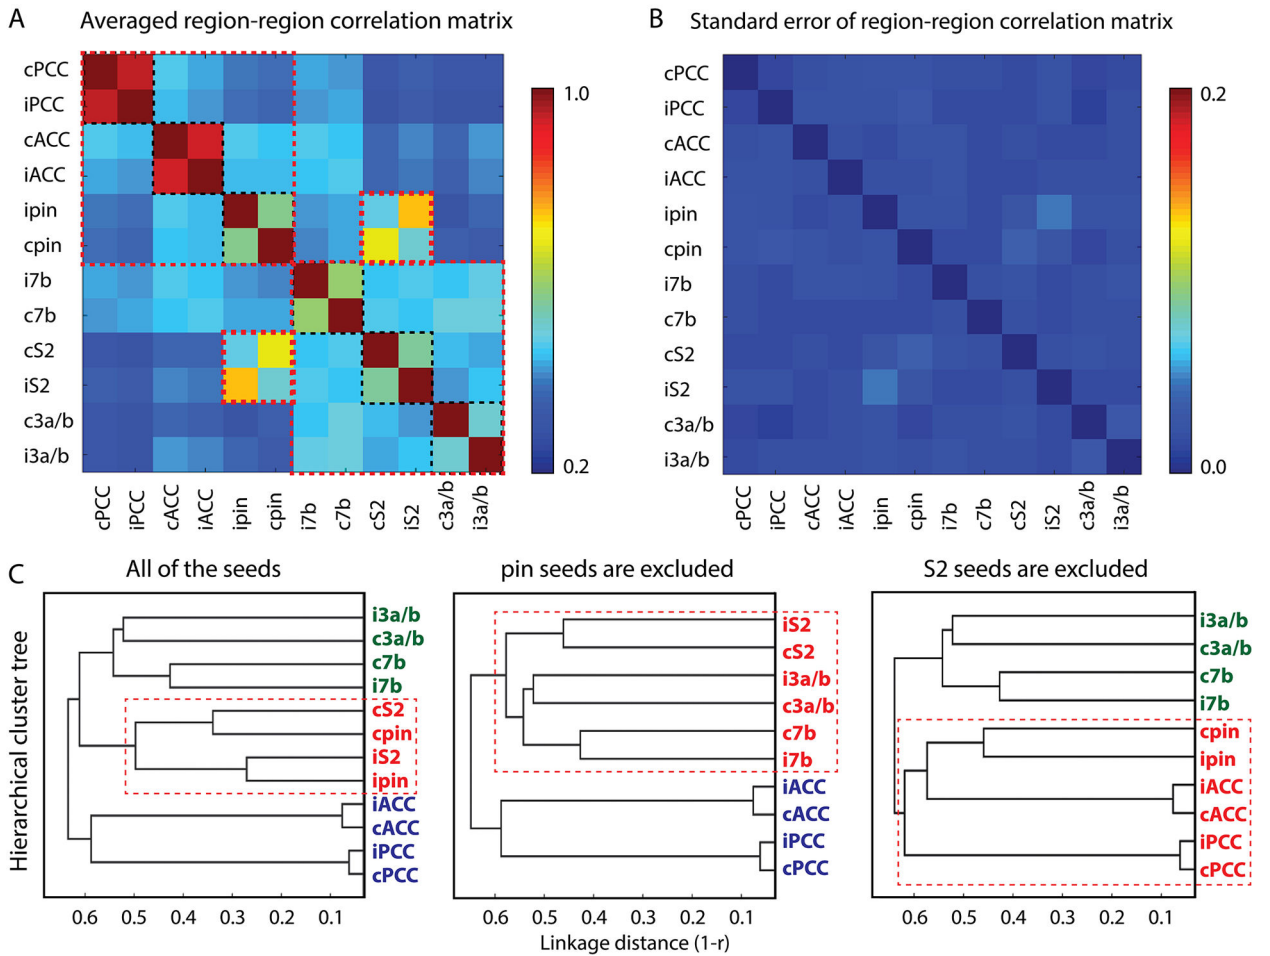 A
Averaged region-region correlation matrix
cPCC
iPCC
cACC
iACC
ipin
cpin
i7b
c7b
cS2
iS2
c3a/b
i3a/b
1.0
0.2
cPCC
iPCC
cACC
iACC
ipin
cpin
i7b
c7b
cS2
iS2
c3a/b
i3a/b
B
Standard error of region-region correlation matrix
cPCC
iPCC
cACC
iACC
ipin
cpin
i7b
c7b
cS2
iS2
c3a/b
i3a/b
0.2
0.0
cPCC
iPCC
cACC
iACC
ipin
cpin
i7b
c7b
cS2
iS2
c3a/b
i3a/b
C
Hierarchical cluster tree
All of the seeds
i3a/b
c3a/b
c7b
i7b
cS2
cpin
iS2
ipin
iACC
cACC
iPCC
cPCC
0.6 0.5 0.4 0.3 0.2 0.1
pin seeds are excluded
iS2
cS2
i3a/b
c3a/b
c7b
i7b
iACC
cACC
iPCC
cPCC
0.6 0.5 0.4 0.3 0.2 0.1
Linkage distance (1-r)
S2 seeds are excluded
i3a/b
c3a/b
c7b
i7b
cpin
ipin
iACC
cACC
iPCC
cPCC
0.6 0.5 0.4 0.3 0.2 0.1